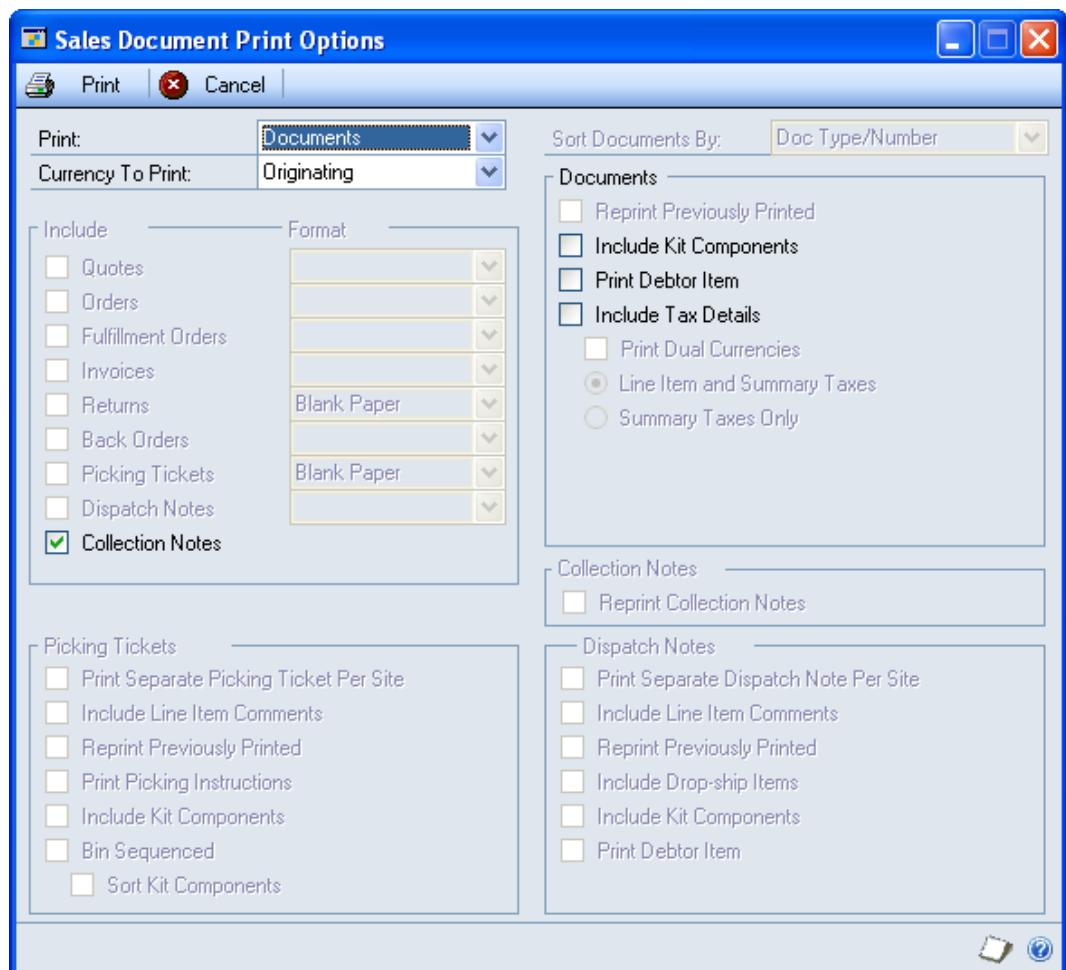 Sales Document Print Options
Print Cancel
Print: Documents
Currency To Print: Originating
Sort Documents By: Doc Type/Number
Include Format
Quotes
Orders
Fulfillment Orders
Invoices
Returns Blank Paper
Back Orders
Picking Tickets Blank Paper
Dispatch Notes
Collection Notes
Documents
Reprint Previously Printed
Include Kit Components
Print Debtor Item
Include Tax Details
Print Dual Currencies
Line Item and Summary Taxes
Summary Taxes Only
Collection Notes
Reprint Collection Notes
Picking Tickets
Print Separate Picking Ticket Per Site
Include Line Item Comments
Reprint Previously Printed
Print Picking Instructions
Include Kit Components
Bin Sequenced
Sort Kit Components
Dispatch Notes
Print Separate Dispatch Note Per Site
Include Line Item Comments
Reprint Previously Printed
Include Drop-ship Items
Include Kit Components
Print Debtor Item